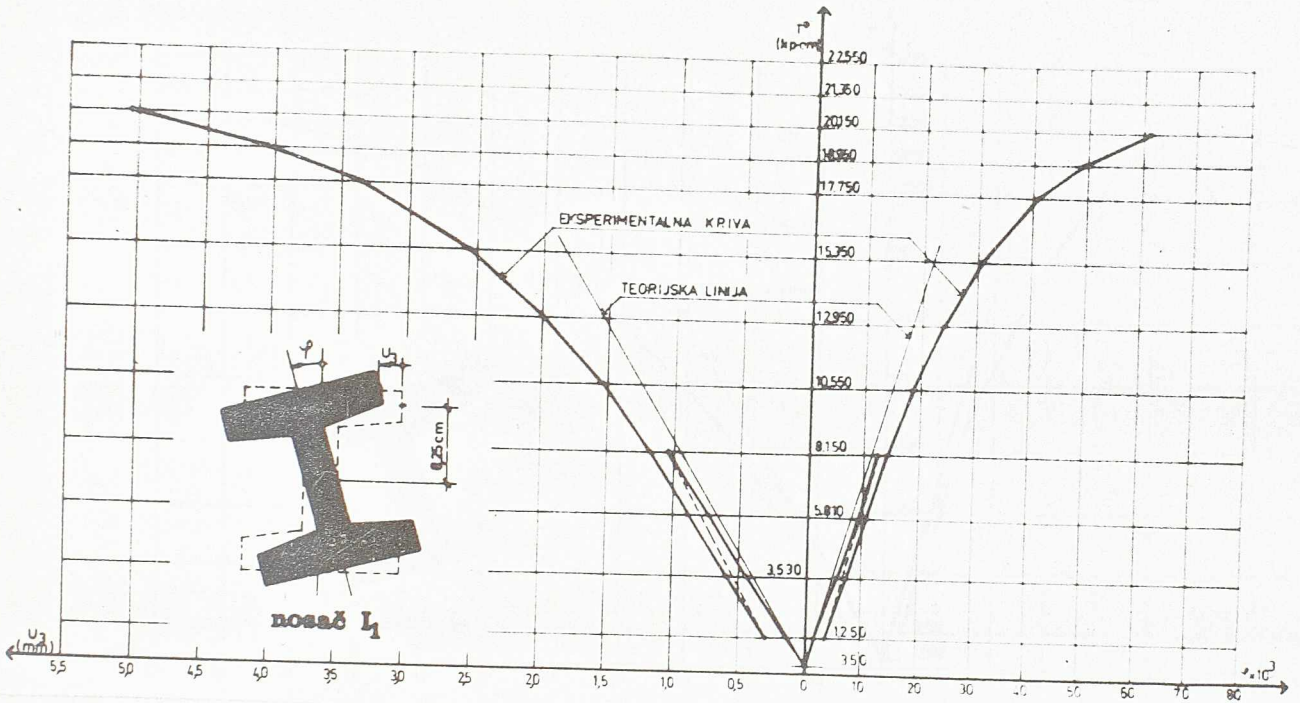 T°
(kp·cm)
22.550
21.350
20.150
18.950
17.750
EKSPERIMENTALNA KRIVA
15.350
TEORIJSKA LINIJA
12.950
φ
U3
10.550
8,25cm
8.150
5.810
3,530
nosač I1
1.250
350
U3
(mm)
5,5 5,0 4,5 4,0 3,5 3,0 2,5 2,0 1,5 1,0 0,5 0 10 20 30 40 50 60 70 80
×10³